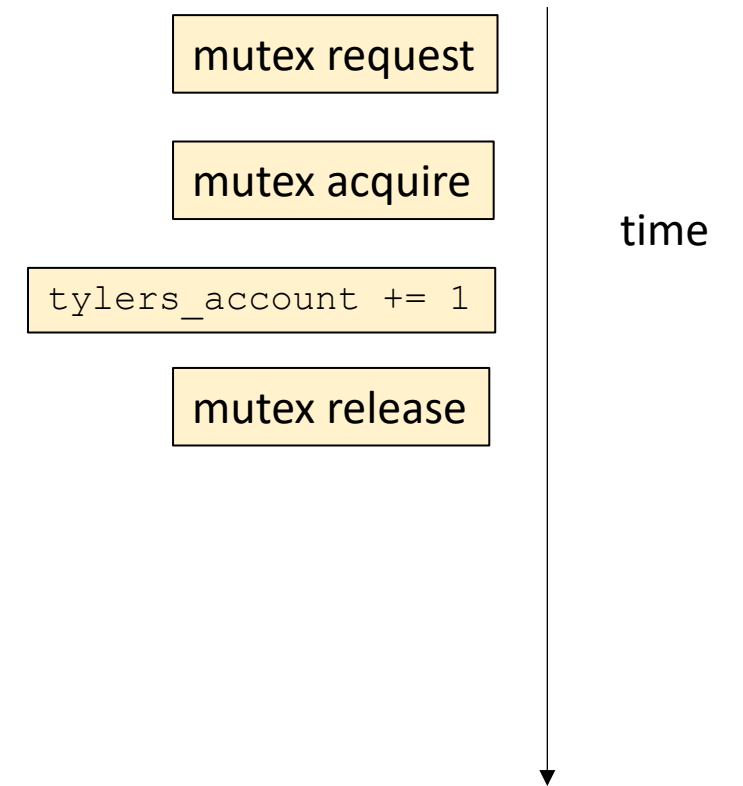 mutex request
mutex acquire
time
tylers_account += 1
mutex release